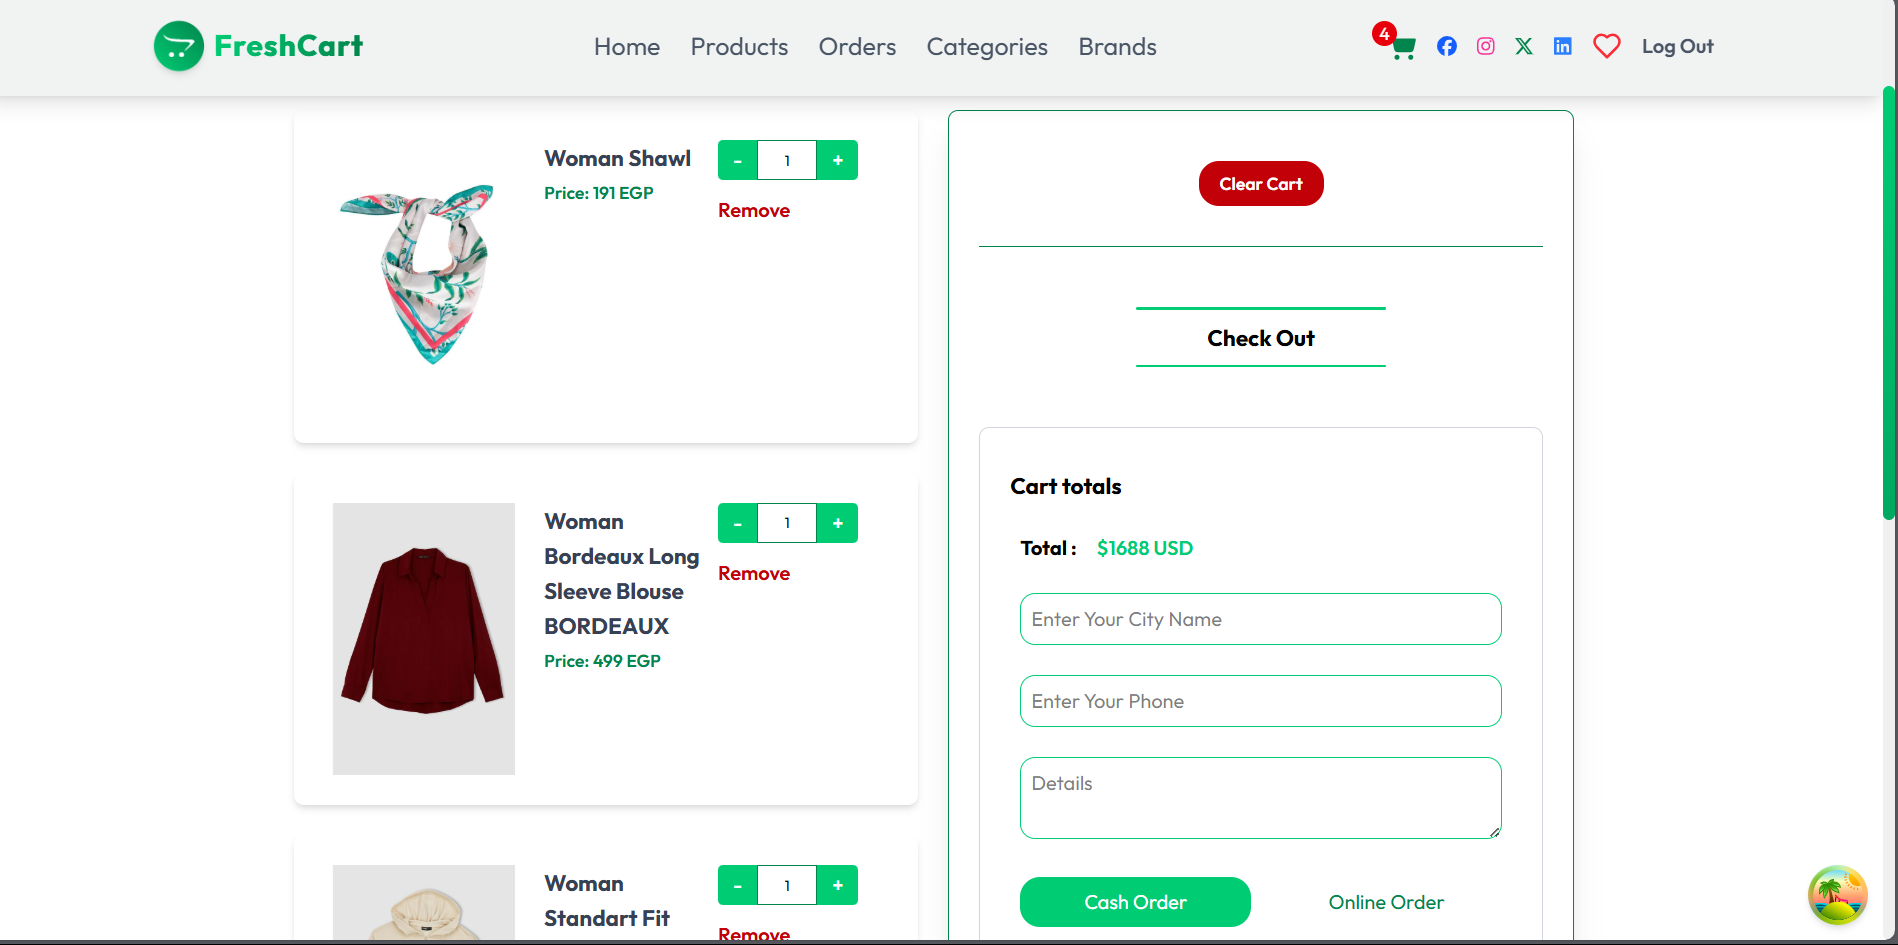 FreshCart
Home
Products
Orders
Categories
Brands
4
Log Out
Woman Shawl
Price: 191 EGP
- 1 +
Remove
Woman
Bordeaux Long
Sleeve Blouse
BORDEAUX
Price: 499 EGP
- 1 +
Remove
Woman
Standart Fit
- 1 +
Remove
Clear Cart
Check Out
Cart totals
Total : $1688 USD
Enter Your City Name
Enter Your Phone
Details
Cash Order
Online Order